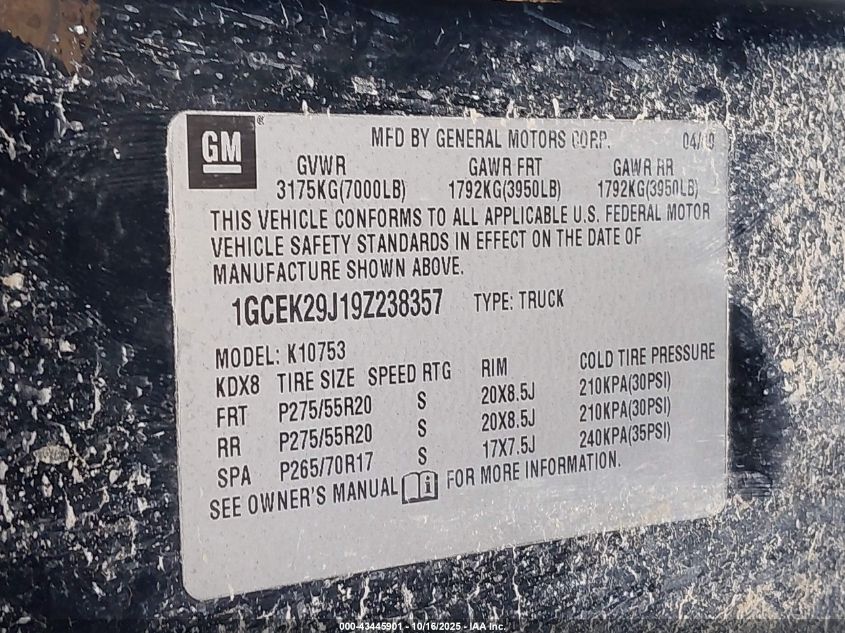 GM
MFD BY GENERAL MOTORS CORP.
GVWR GAWR FRT GAWR RR
3175KG(7000LB) 1792KG(3950LB) 1792KG(3950LB)
THIS VEHICLE CONFORMS TO ALL APPLICABLE U.S. FEDERAL MOTOR
VEHICLE SAFETY STANDARDS IN EFFECT ON THE DATE OF
MANUFACTURE SHOWN ABOVE.
1GCEK29J19Z238357 TYPE: TRUCK
MODEL: K10753
KDX8 TIRE SIZE SPEED RTG RIM COLD TIRE PRESSURE
FRT P275/55R20 S 20X8.5J 210KPA(30PSI)
RR P275/55R20 S 20X8.5J 210KPA(30PSI)
SPA P265/70R17 S 17X7.5J 240KPA(35PSI)
SEE OWNER'S MANUAL FOR MORE INFORMATION.
000-43445901 - 10/16/2025 - IAA Inc.